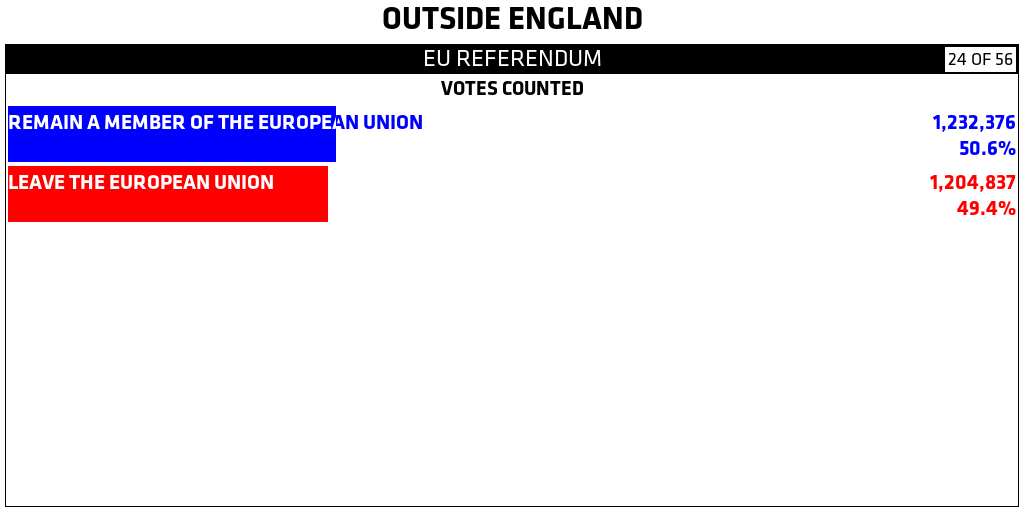 OUTSIDE ENGLAND
EU REFERENDUM
24 OF 56
VOTES COUNTED
REMAIN A MEMBER OF THE EUROPEAN UNION
1,232,376
50.6%
LEAVE THE EUROPEAN UNION
1,204,837
49.4%